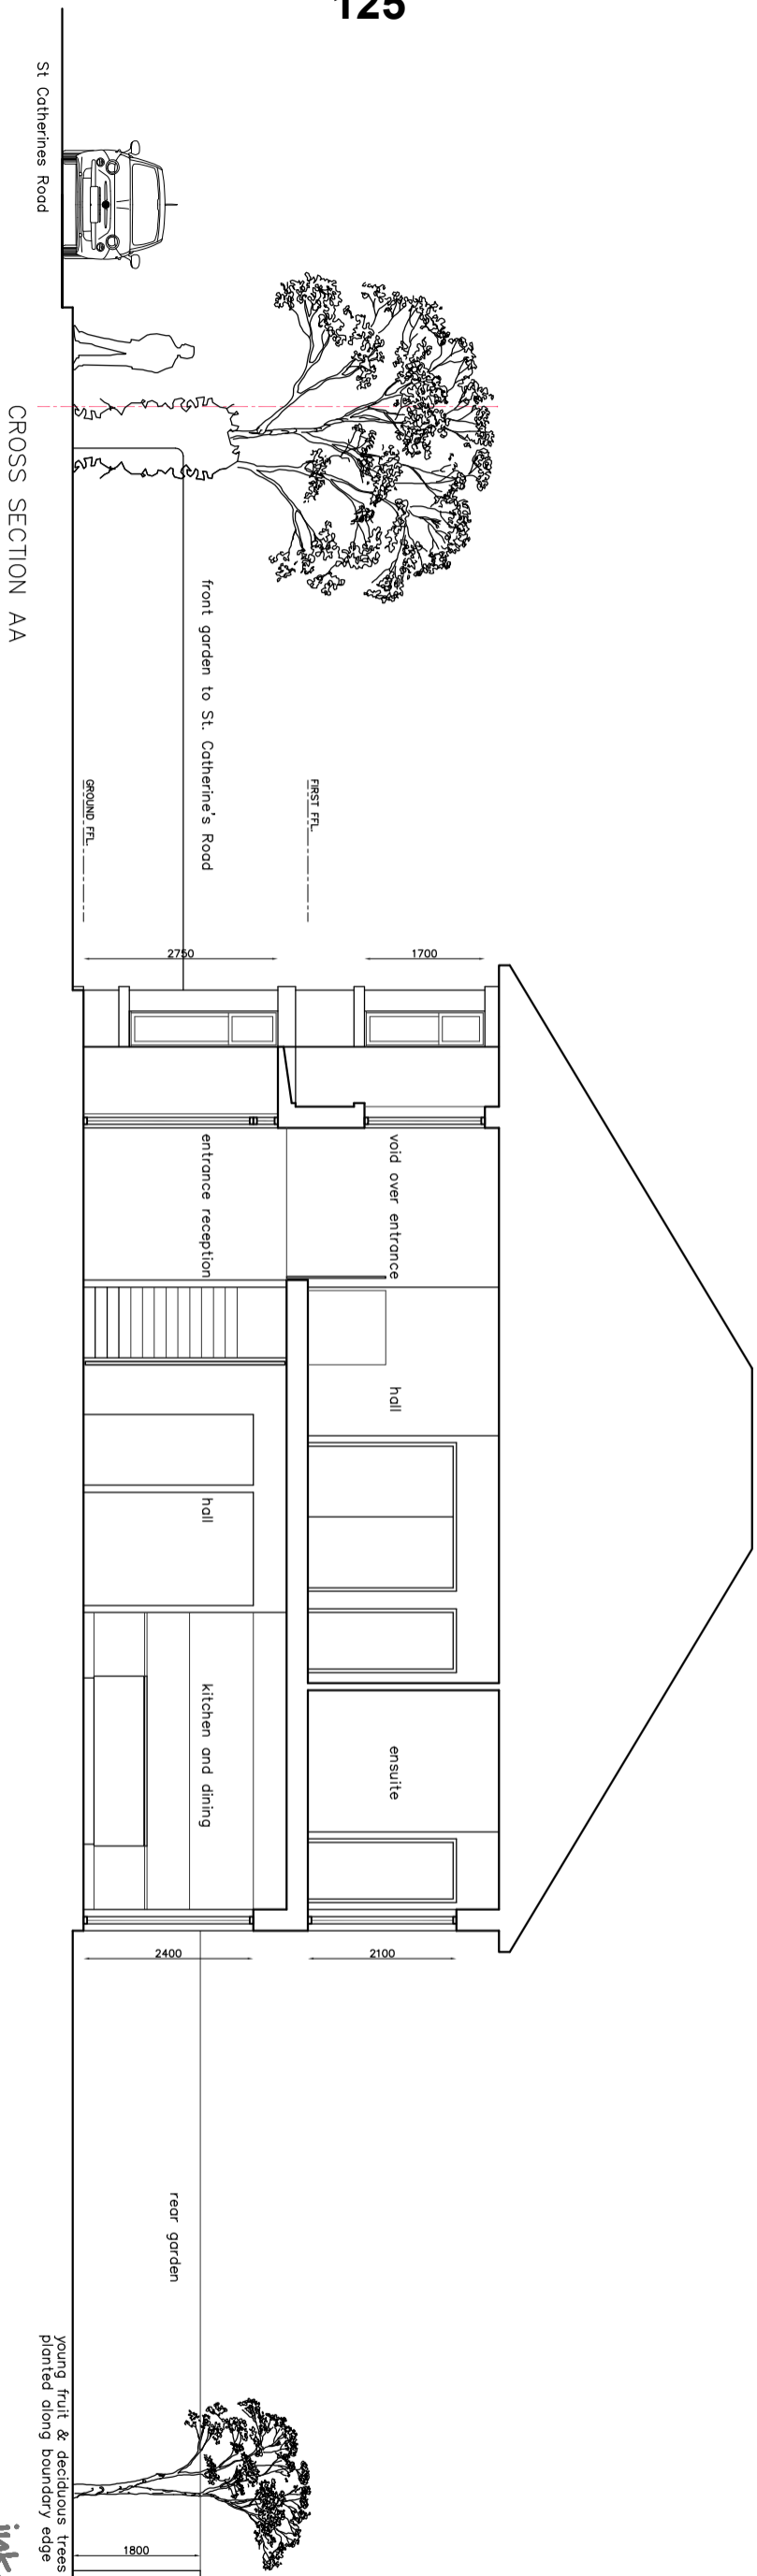 125
St Catherines Road
CROSS SECTION AA
front garden to St. Catherine's Road
FIRST FFL.
GROUND FFL.
2750
1700
void over entrance
entrance reception
hall
hall
ensuite
kitchen and dining
2400
2100
rear garden
young fruit & deciduous trees
planted along boundary edge
1800